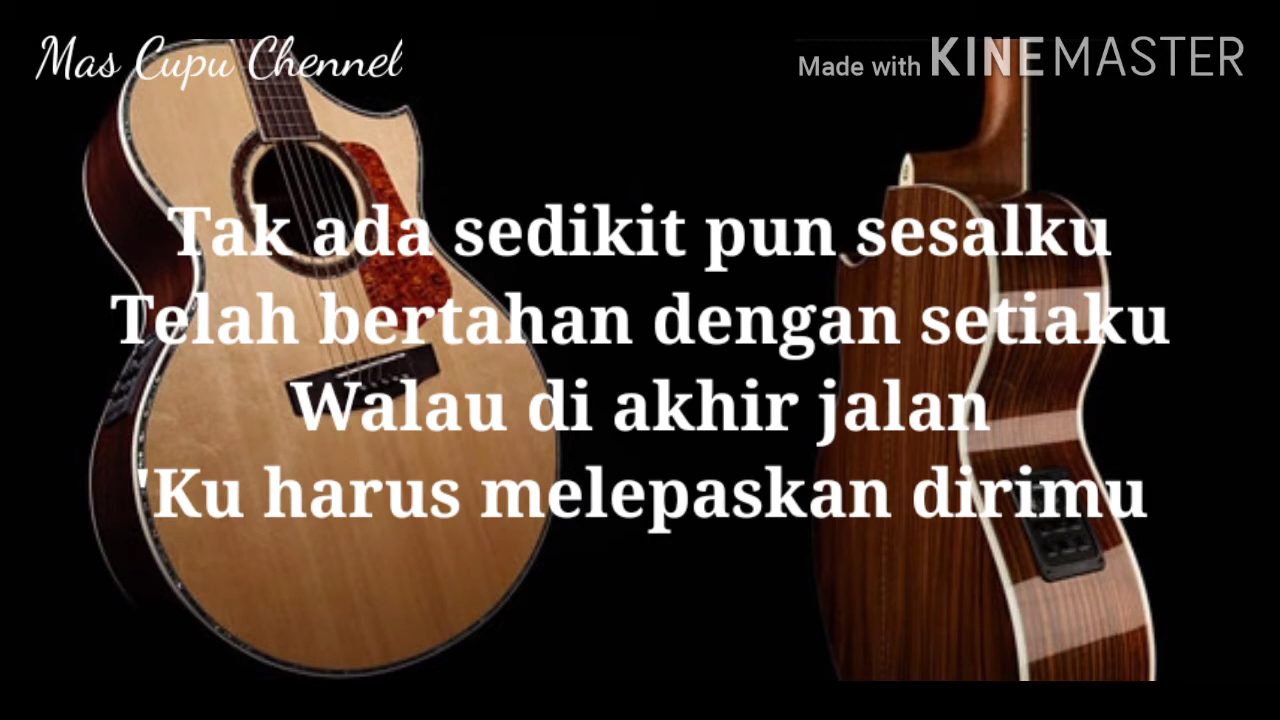 Mas Cupu Chennel
Made with KINEMASTER
Tak ada sedikit pun sesalku
Telah bertahan dengan setiaku
Walau di akhir jalan
'Ku harus melepaskan dirimu